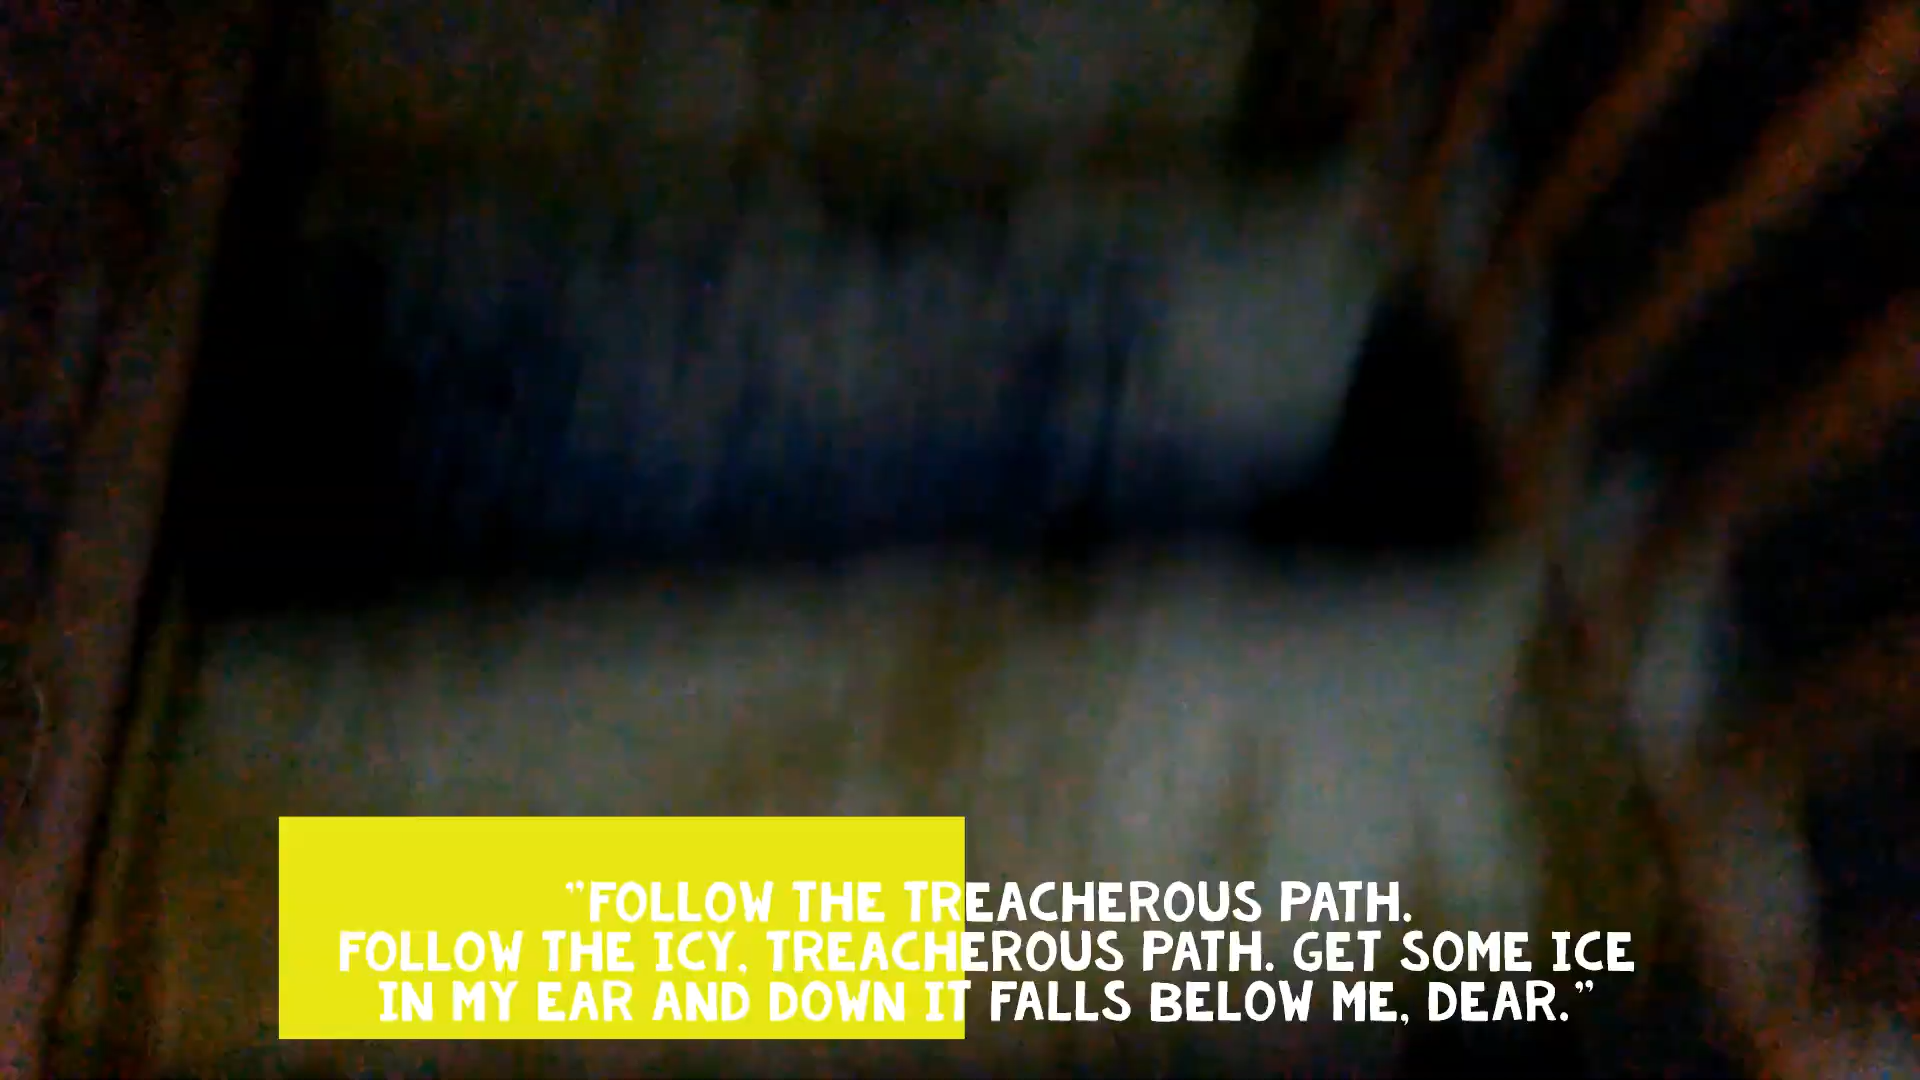 ”FOLLOW THE TREACHEROUS PATH.
FOLLOW THE ICY, TREACHEROUS PATH. GET SOME ICE
IN MY EAR AND DOWN IT FALLS BELOW ME, DEAR.”